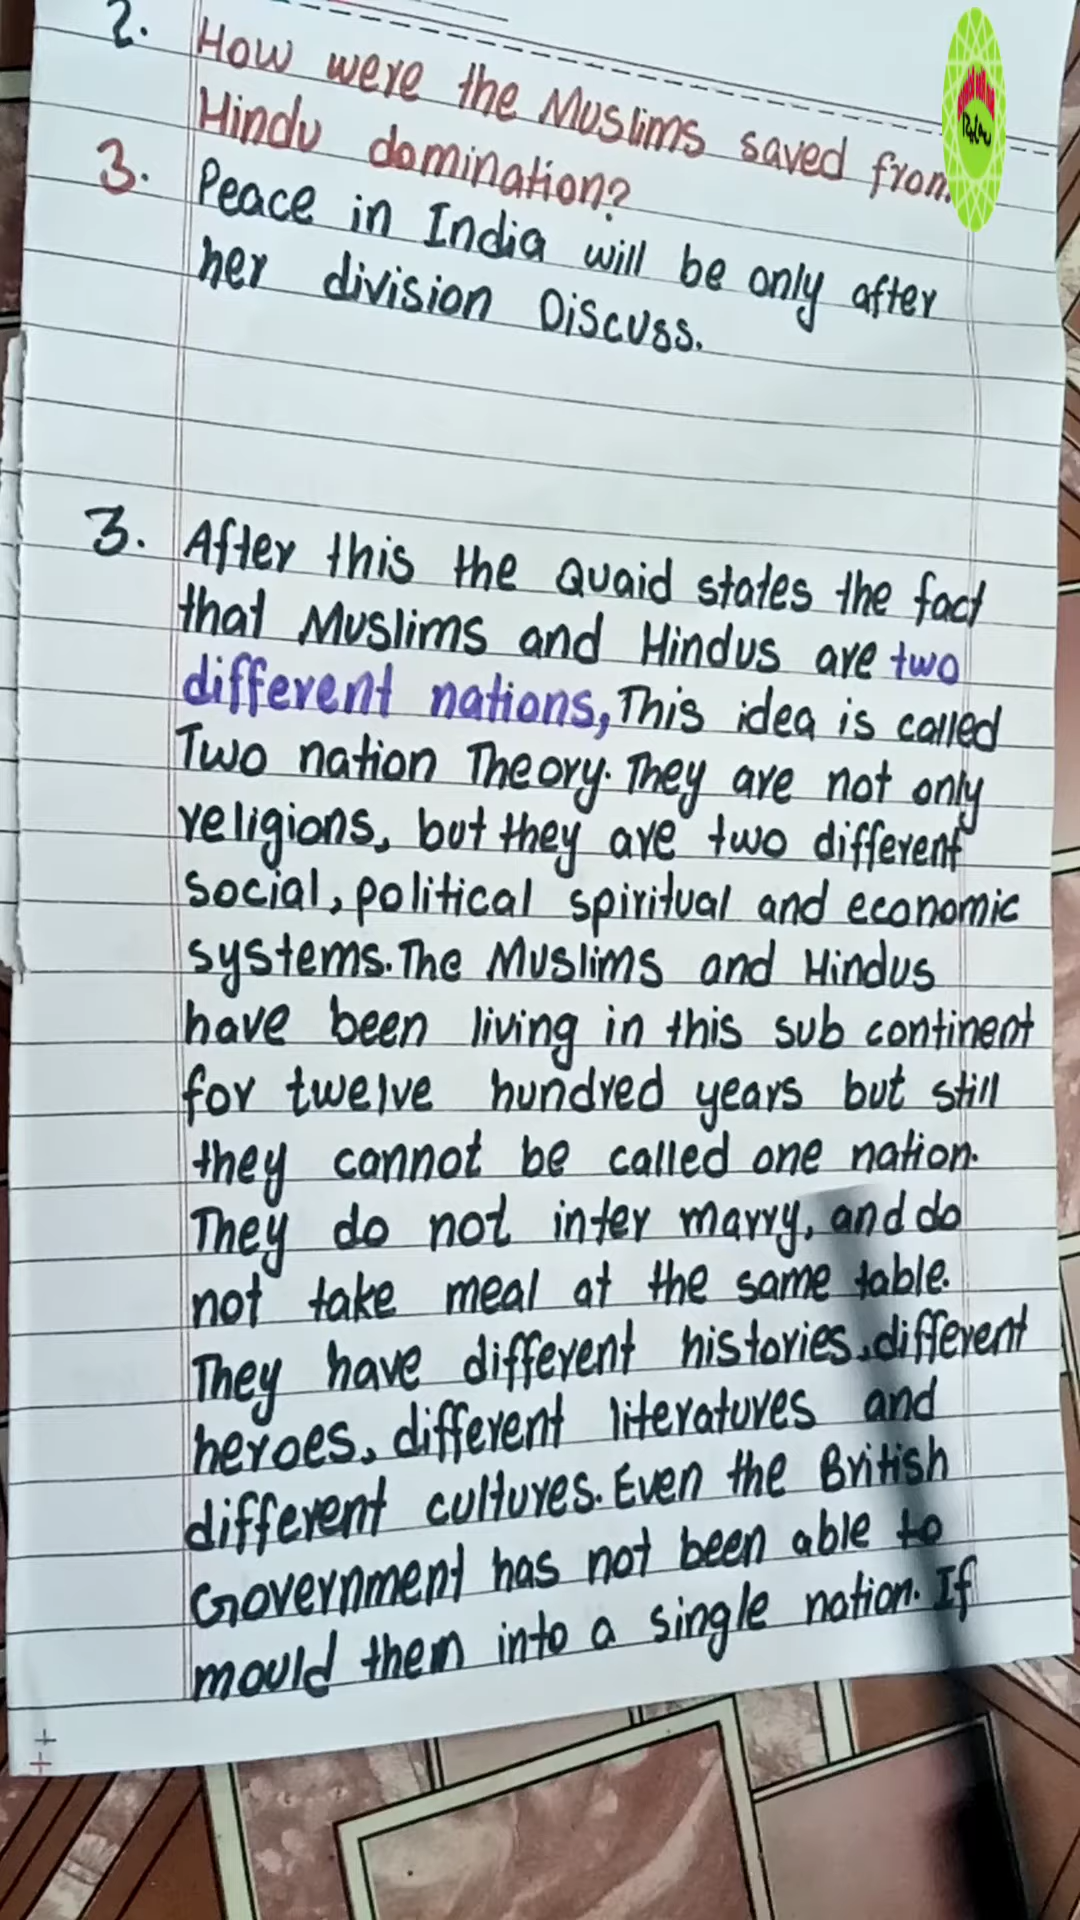 2. How were the Muslims saved from
Hindu domination?
3. Peace in India will be only after
her division Discuss.
3. After this the Quaid states the fact
that Muslims and Hindus are two
different nations, This idea is called
Two nation Theory. They are not only
religions, but they are two different
social, political spiritual and economic
systems. The Muslims and Hindus
have been living in this sub continent
for twelve hundred years but still
they cannot be called one nation.
They do not inter marry, and do
not take meal at the same table.
They have different histories, different
heroes, different literatures and
different cultures. Even the British
Government has not been able to
mould them into a single nation. If